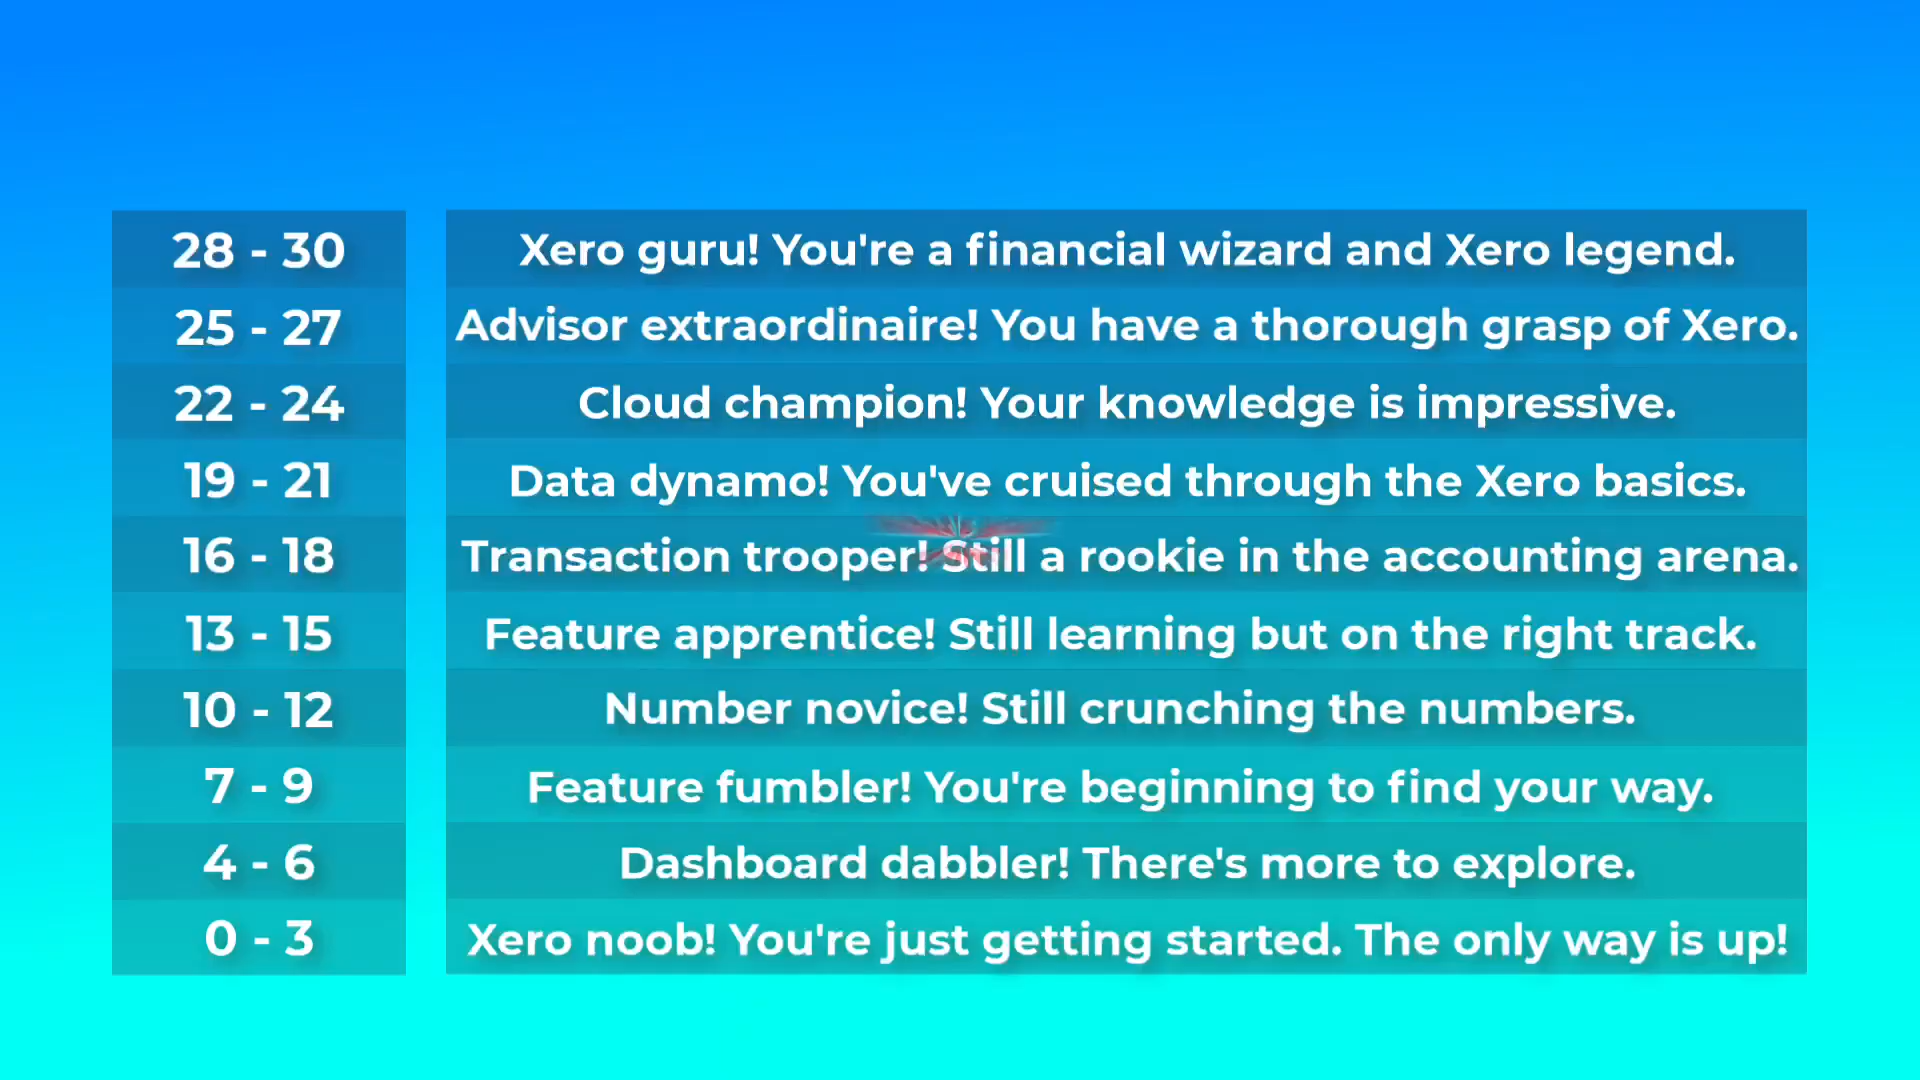 28 - 30 Xero guru! You're a financial wizard and Xero legend.
25 - 27 Advisor extraordinaire! You have a thorough grasp of Xero.
22 - 24 Cloud champion! Your knowledge is impressive.
19 - 21 Data dynamo! You've cruised through the Xero basics.
16 - 18 Transaction trooper! Still a rookie in the accounting arena.
13 - 15 Feature apprentice! Still learning but on the right track.
10 - 12 Number novice! Still crunching the numbers.
7 - 9 Feature fumbler! You're beginning to find your way.
4 - 6 Dashboard dabbler! There's more to explore.
0 - 3 Xero noob! You're just getting started. The only way is up!